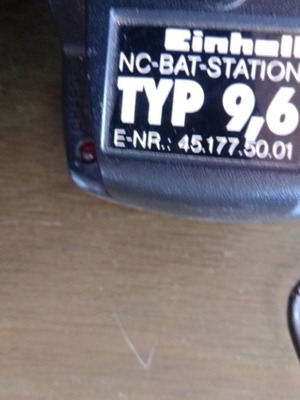 Einhell
NC-BAT-STATION
TYP 9,6
E-NR.: 45.177.50.01